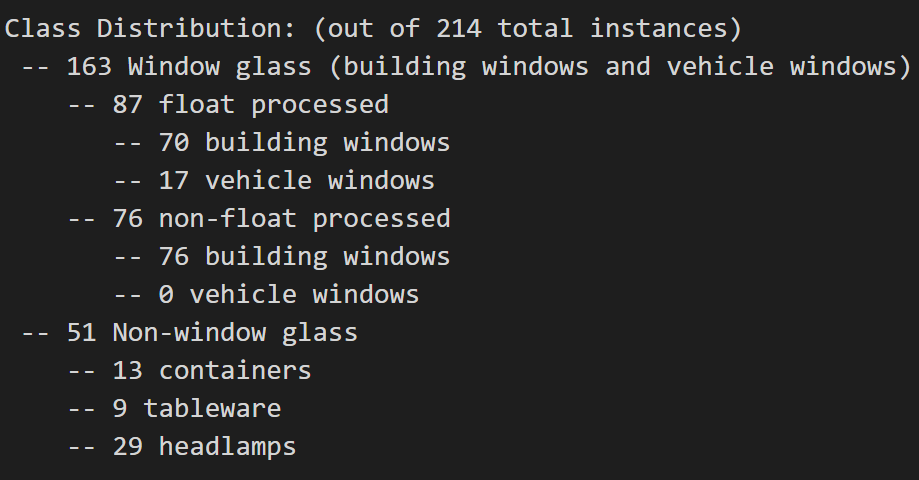 Class Distribution: (out of 214 total instances)
 -- 163 Window glass (building windows and vehicle windows)
    -- 87 float processed
       -- 70 building windows
       -- 17 vehicle windows
    -- 76 non-float processed
       -- 76 building windows
       -- 0 vehicle windows
 -- 51 Non-window glass
    -- 13 containers
    -- 9 tableware
    -- 29 headlamps